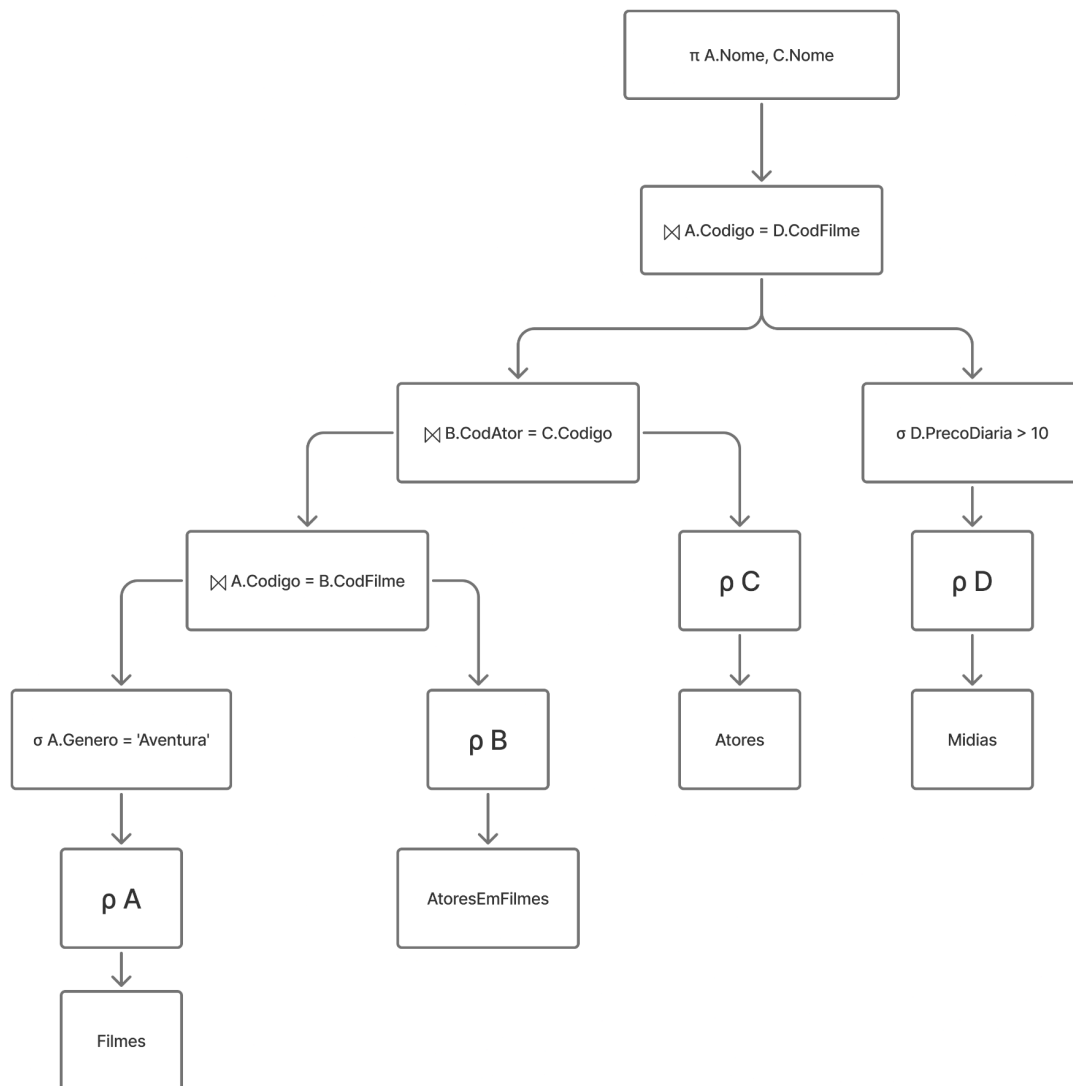 π A.Nome, C.Nome
⋈ A.Codigo = D.CodFilme
⋈ B.CodAtor = C.Codigo
σ D.PrecoDiaria > 10
⋈ A.Codigo = B.CodFilme
ρ C
ρ D
σ A.Genero = 'Aventura'
ρ B
Atores
Midias
ρ A
AtoresEmFilmes
Filmes